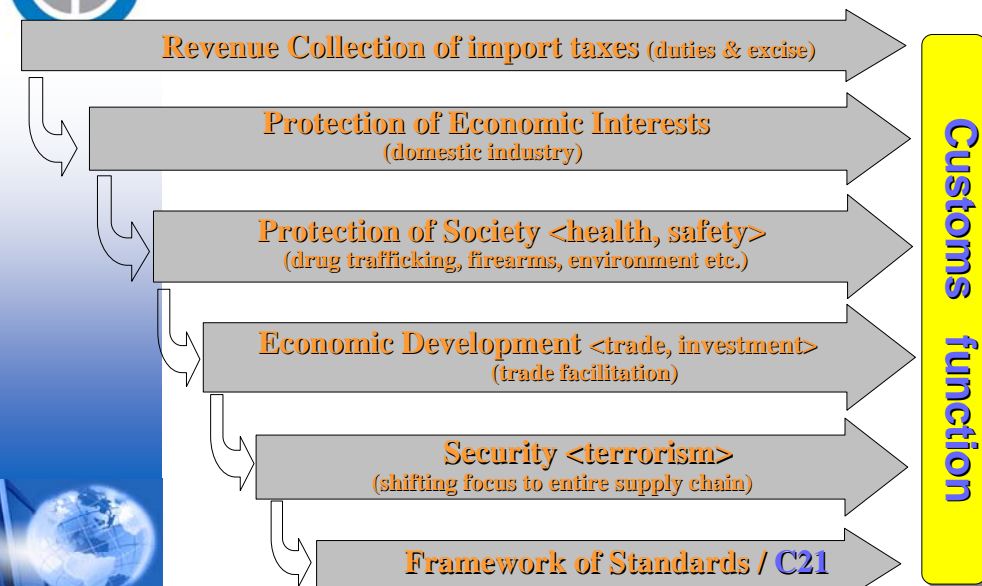 Revenue Collection of import taxes (duties & excise)
Protection of Economic Interests
(domestic industry)
Protection of Society <health, safety>
(drug trafficking, firearms, environment etc.)
Economic Development <trade, investment>
(trade facilitation)
Security <terrorism>
(shifting focus to entire supply chain)
Framework of Standards / C21
Customs function